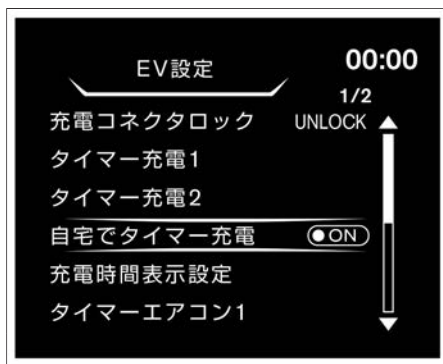 EV設定
00:00
1/2
充電コネクタロック UNLOCK
タイマー充電1
タイマー充電2
自宅でタイマー充電 ON
充電時間表示設定
タイマーエアコン1